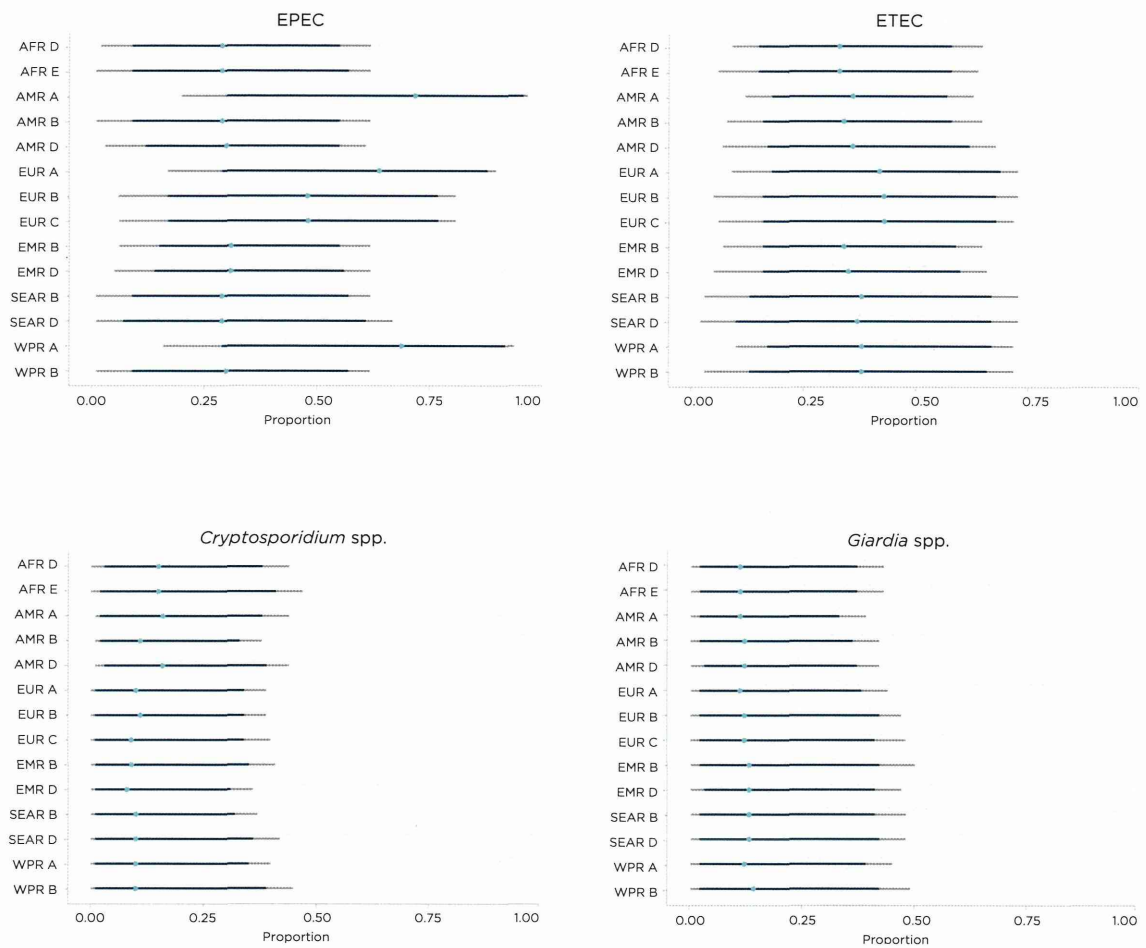 EPEC
AFR D
AFR E
AMR A
AMR B
AMR D
EUR A
EUR B
EUR C
EMR B
EMR D
SEAR B
SEAR D
WPR A
WPR B
0.00 0.25 0.50 0.75 1.00
Proportion
ETEC
AFR D
AFR E
AMR A
AMR B
AMR D
EUR A
EUR B
EUR C
EMR B
EMR D
SEAR B
SEAR D
WPR A
WPR B
0.00 0.25 0.50 0.75 1.00
Proportion
Cryptosporidium spp.
AFR D
AFR E
AMR A
AMR B
AMR D
EUR A
EUR B
EUR C
EMR B
EMR D
SEAR B
SEAR D
WPR A
WPR B
0.00 0.25 0.50 0.75 1.00
Proportion
Giardia spp.
AFR D
AFR E
AMR A
AMR B
AMR D
EUR A
EUR B
EUR C
EMR B
EMR D
SEAR B
SEAR D
WPR A
WPR B
0.00 0.25 0.50 0.75 1.00
Proportion